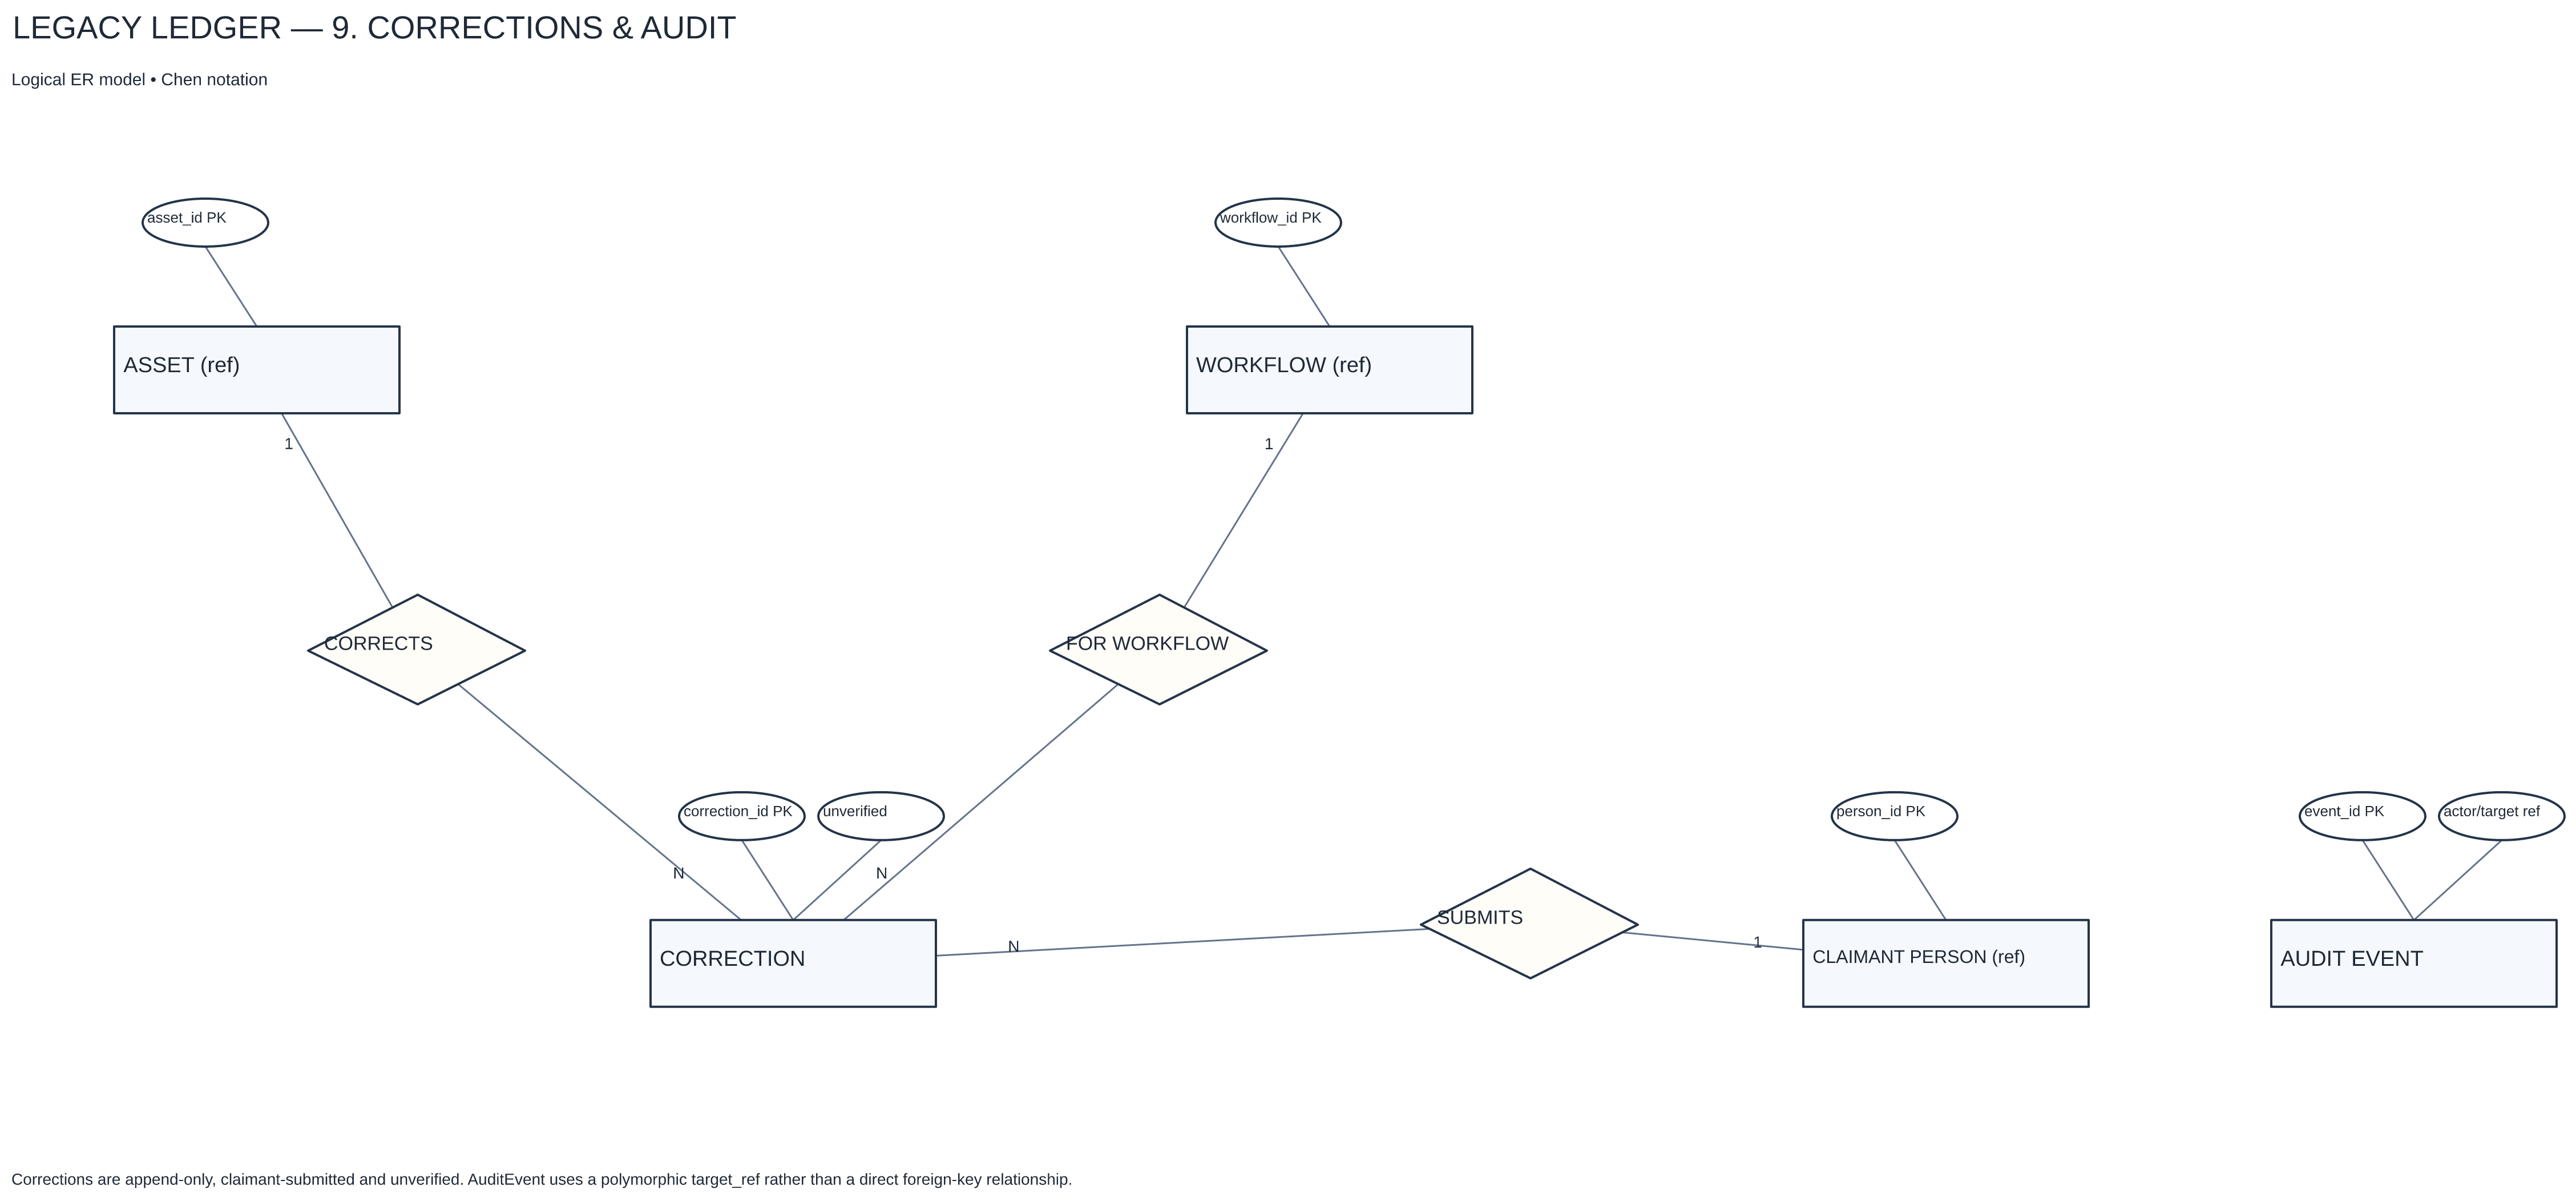 LEGACY LEDGER — 9. CORRECTIONS & AUDIT
Logical ER model • Chen notation
asset_id PK
workflow_id PK
ASSET (ref)
WORKFLOW (ref)
1
1
CORRECTS
FOR WORKFLOW
correction_id PK
unverified
person_id PK
event_id PK
actor/target ref
N
N
SUBMITS
N
1
CORRECTION
CLAIMANT PERSON (ref)
AUDIT EVENT
Corrections are append-only, claimant-submitted and unverified. AuditEvent uses a polymorphic target_ref rather than a direct foreign-key relationship.